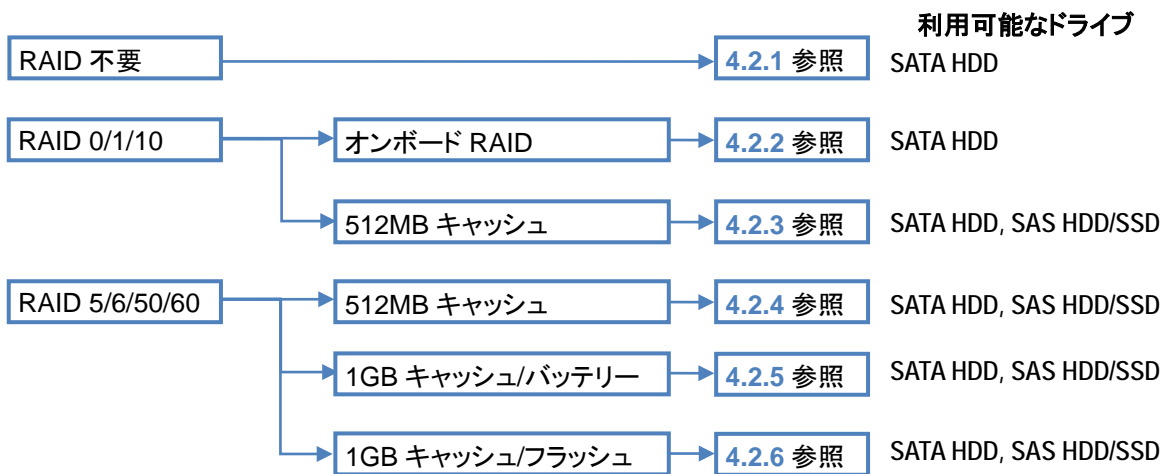 利用可能なドライブ
RAID 不要 4.2.1 参照 SATA HDD
RAID 0/1/10 オンボード RAID 4.2.2 参照 SATA HDD
512MB キャッシュ 4.2.3 参照 SATA HDD, SAS HDD/SSD
RAID 5/6/50/60 512MB キャッシュ 4.2.4 参照 SATA HDD, SAS HDD/SSD
1GB キャッシュ/バッテリー 4.2.5 参照 SATA HDD, SAS HDD/SSD
1GB キャッシュ/フラッシュ 4.2.6 参照 SATA HDD, SAS HDD/SSD